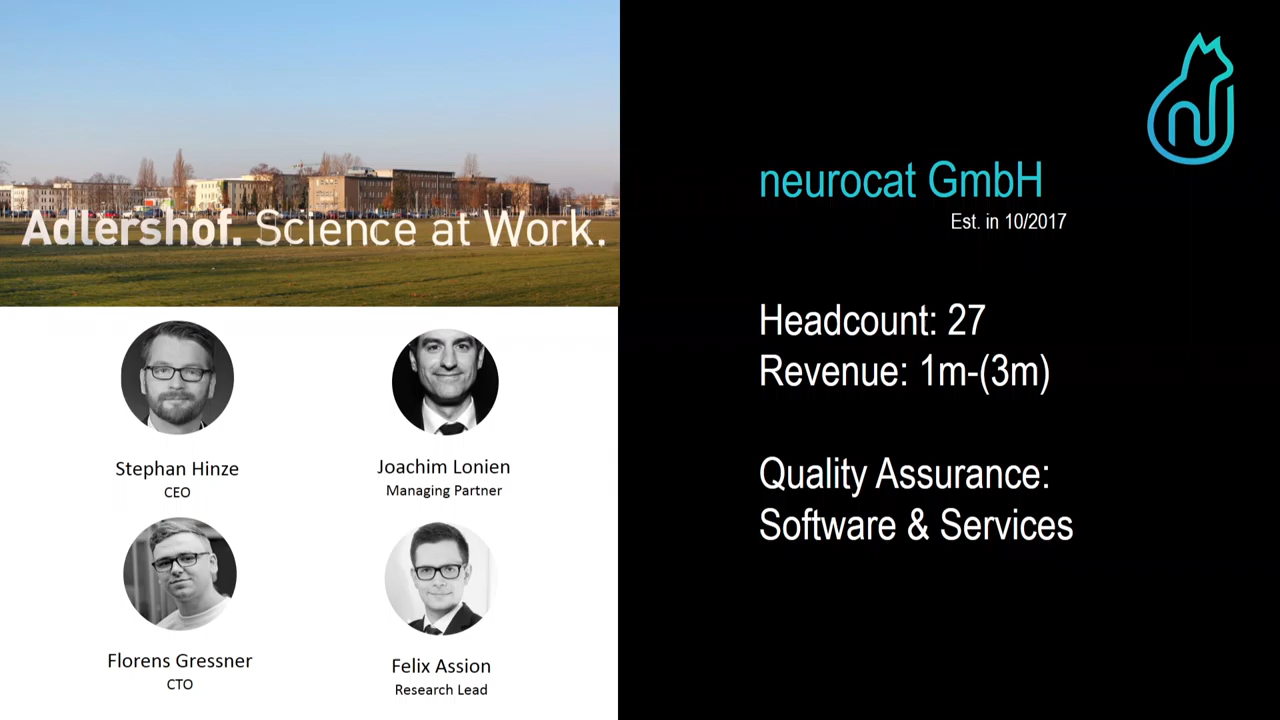 Adlershof. Science at Work.
Stephan Hinze
CEO
Joachim Lonien
Managing Partner
Florens Gressner
CTO
Felix Assion
Research Lead
neurocat GmbH
Est. in 10/2017
Headcount: 27
Revenue: 1m-(3m)
Quality Assurance:
Software & Services